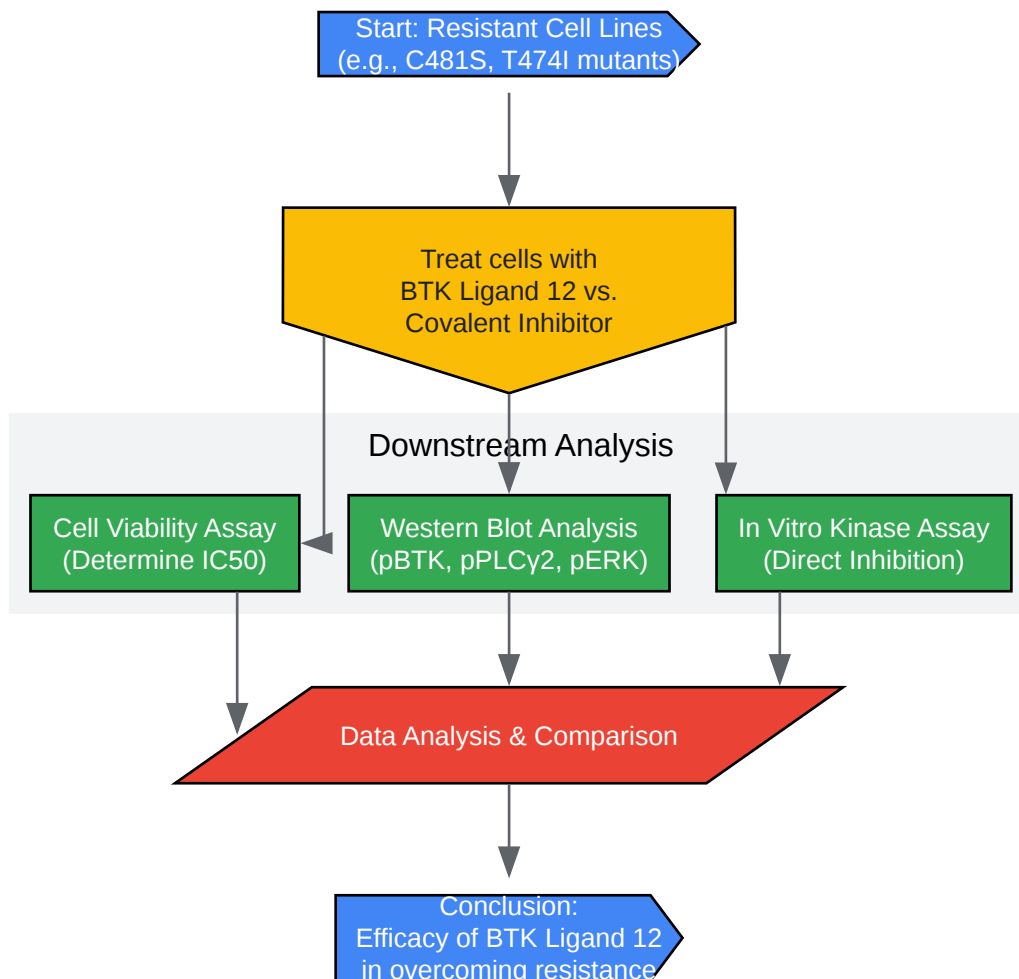 Start: Resistant Cell Lines
(e.g., C481S, T474I mutants)
Treat cells with
BTK Ligand 12 vs.
Covalent Inhibitor
Downstream Analysis
Cell Viability Assay
(Determine IC50)
Western Blot Analysis
(pBTK, pPLCγ2, pERK)
In Vitro Kinase Assay
(Direct Inhibition)
Data Analysis & Comparison
Conclusion:
Efficacy of BTK Ligand 12
in overcoming resistance